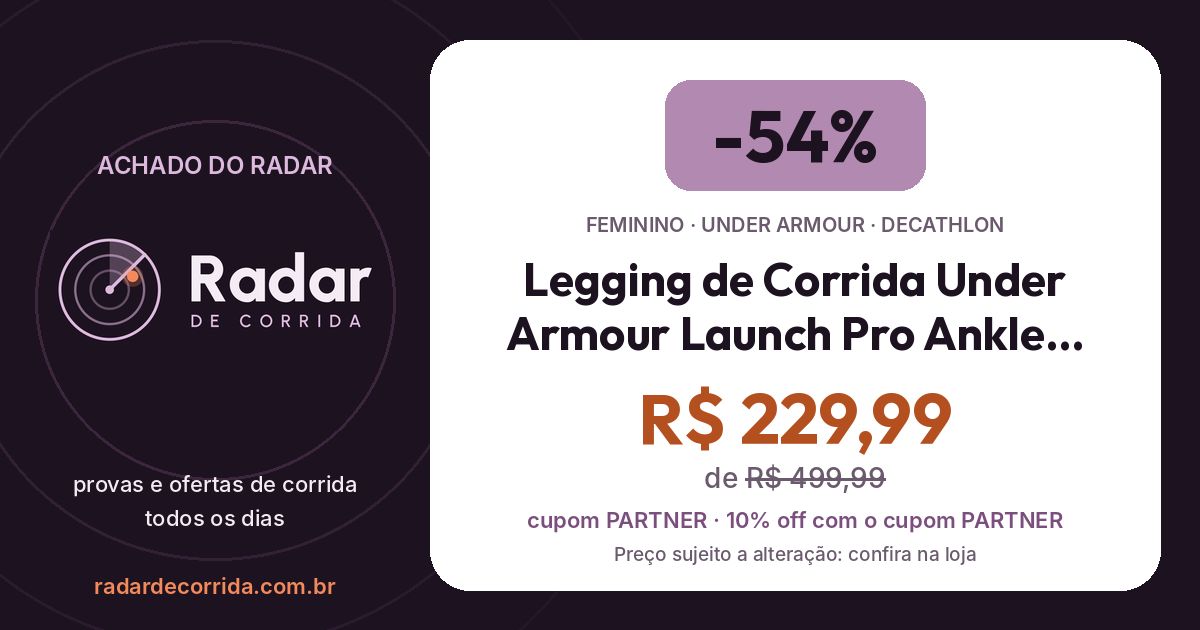 ACHADO DO RADAR
Radar
DE CORRIDA
provas e ofertas de corrida
todos os dias
radardecorrida.com.br
-54%
FEMININO · UNDER ARMOUR · DECATHLON
Legging de Corrida Under
Armour Launch Pro Ankle...
R$ 229,99
de R$ 499,99
cupom PARTNER · 10% off com o cupom PARTNER
Preço sujeito a alteração: confira na loja